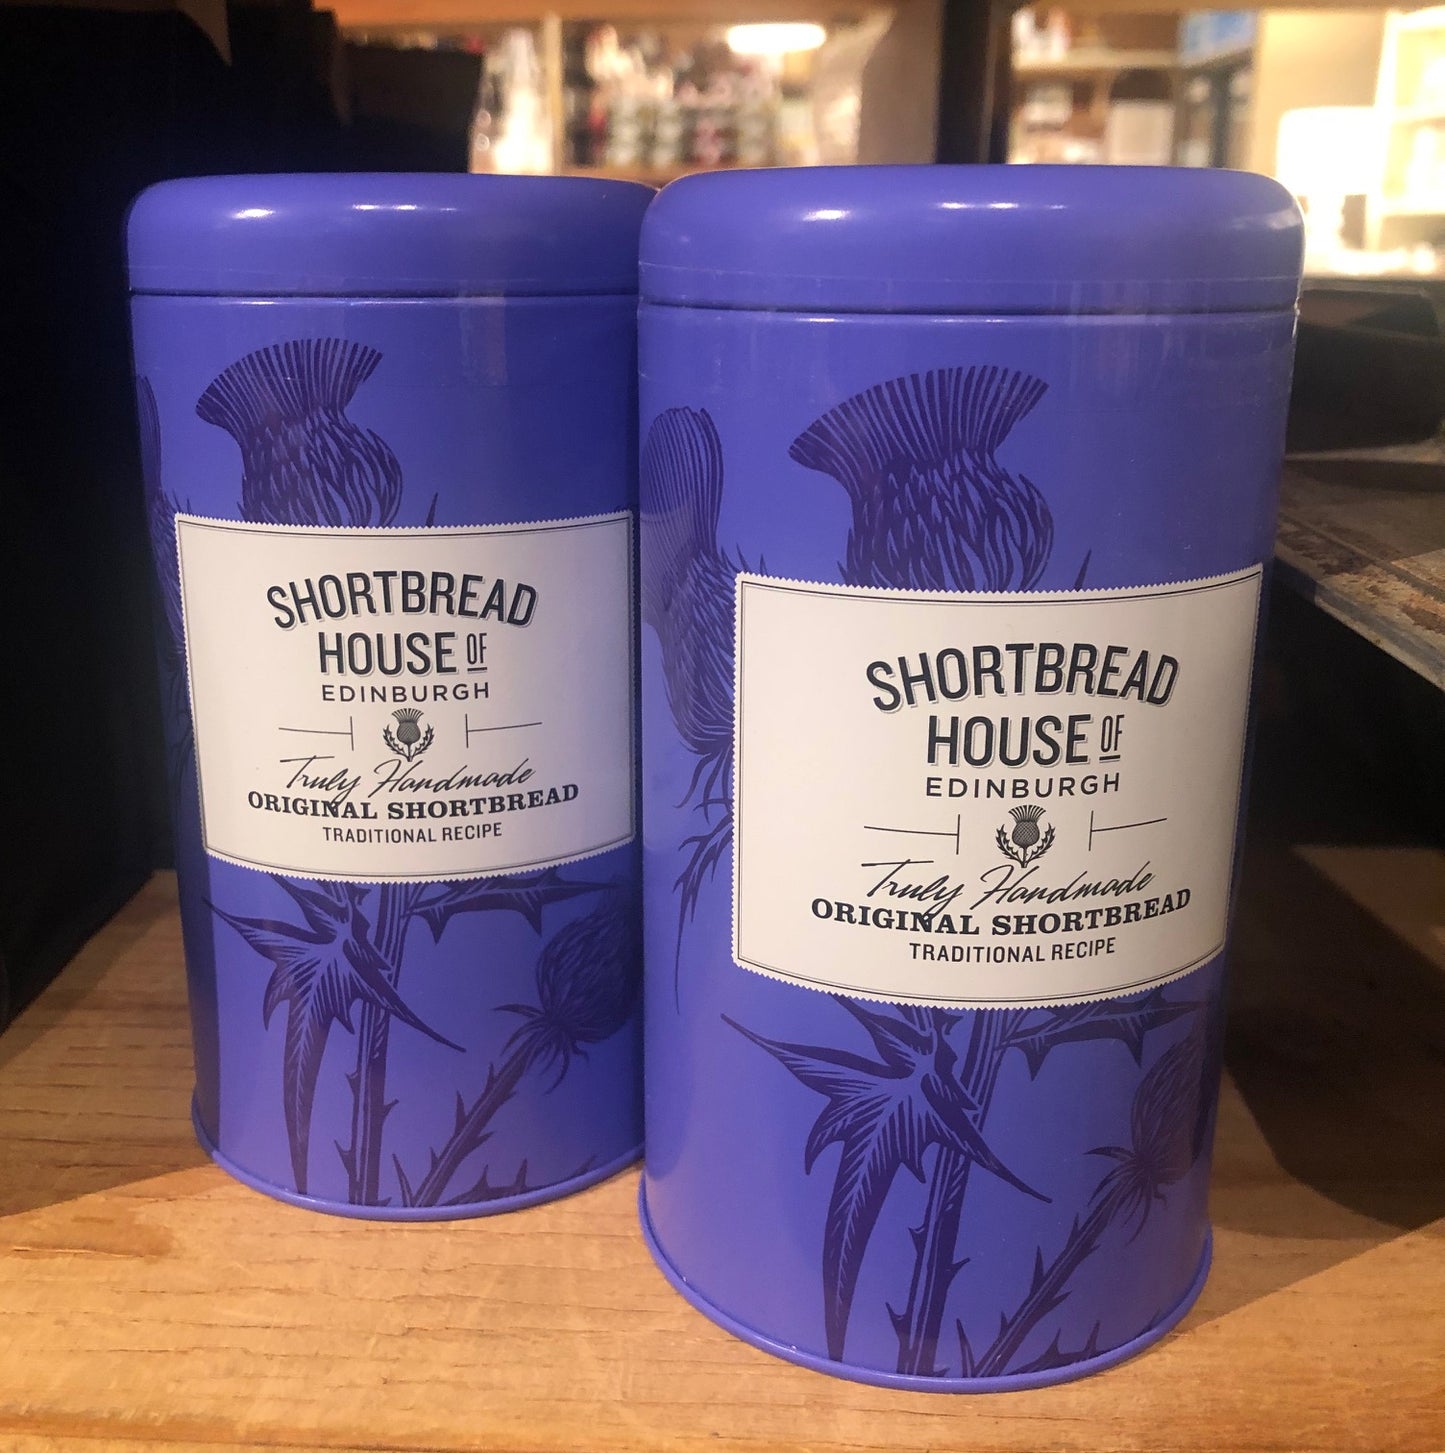 SHORTBREAD
HOUSE OF
EDINBURGH
Truly Handmade
ORIGINAL SHORTBREAD
TRADITIONAL RECIPE
SHORTBREAD
HOUSE OF
EDINBURGH
Truly Handmade
ORIGINAL SHORTBREAD
TRADITIONAL RECIPE